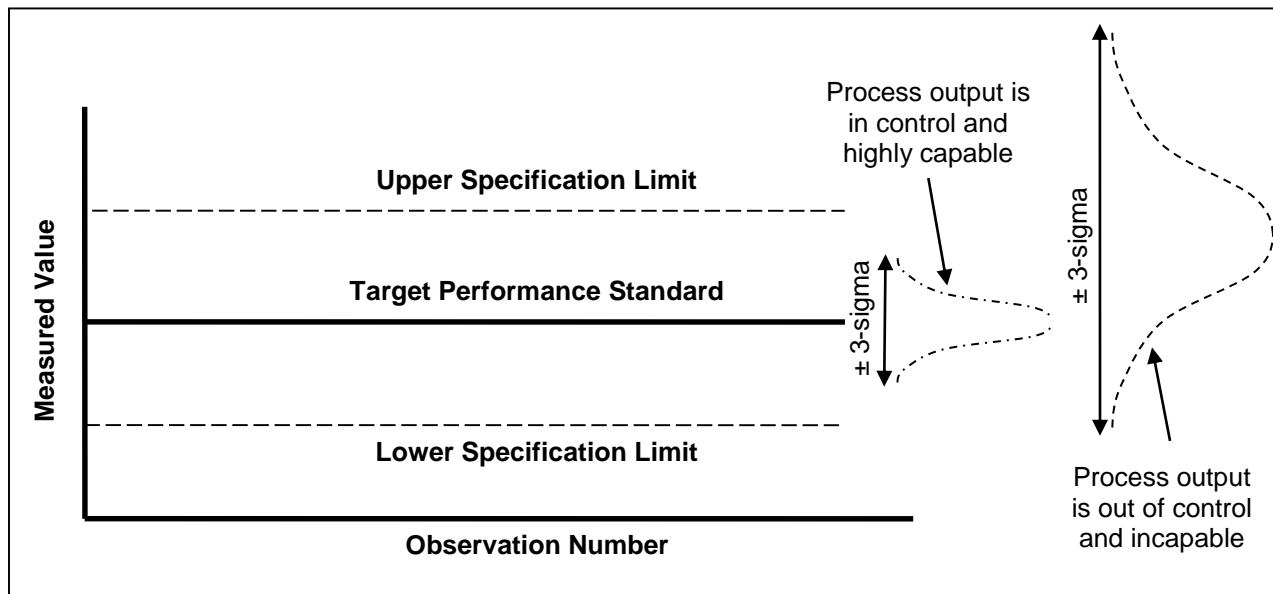 Process output is
in control and
highly capable
Upper Specification Limit
± 3-sigma
± 3-sigma
Measured Value
Target Performance Standard
Lower Specification Limit
Process output
is out of control
and incapable
Observation Number